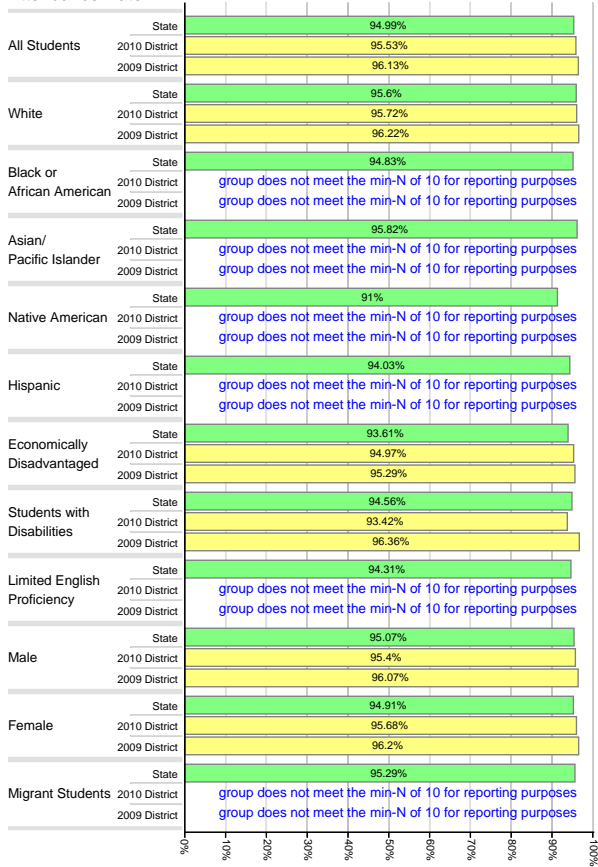 State 94.99%
All Students 2010 District 95.53%
2009 District 96.13%
State 95.6%
White 2010 District 95.72%
2009 District 96.22%
State 94.83%
Black or
African American 2010 District group does not meet the min-N of 10 for reporting purposes
2009 District group does not meet the min-N of 10 for reporting purposes
State 95.82%
Asian/
Pacific Islander 2010 District group does not meet the min-N of 10 for reporting purposes
2009 District group does not meet the min-N of 10 for reporting purposes
State 91%
Native American 2010 District group does not meet the min-N of 10 for reporting purposes
2009 District group does not meet the min-N of 10 for reporting purposes
State 94.03%
Hispanic 2010 District group does not meet the min-N of 10 for reporting purposes
2009 District group does not meet the min-N of 10 for reporting purposes
State 93.61%
Economically
Disadvantaged 2010 District 94.97%
2009 District 95.29%
State 94.56%
Students with
Disabilities 2010 District 93.42%
2009 District 96.36%
State 94.31%
Limited English
Proficiency 2010 District group does not meet the min-N of 10 for reporting purposes
2009 District group does not meet the min-N of 10 for reporting purposes
State 95.07%
Male 2010 District 95.4%
2009 District 96.07%
State 94.91%
Female 2010 District 95.68%
2009 District 96.2%
State 95.29%
Migrant Students 2010 District group does not meet the min-N of 10 for reporting purposes
2009 District group does not meet the min-N of 10 for reporting purposes
0% 10% 20% 30% 40% 50% 60% 70% 80% 90% 100%